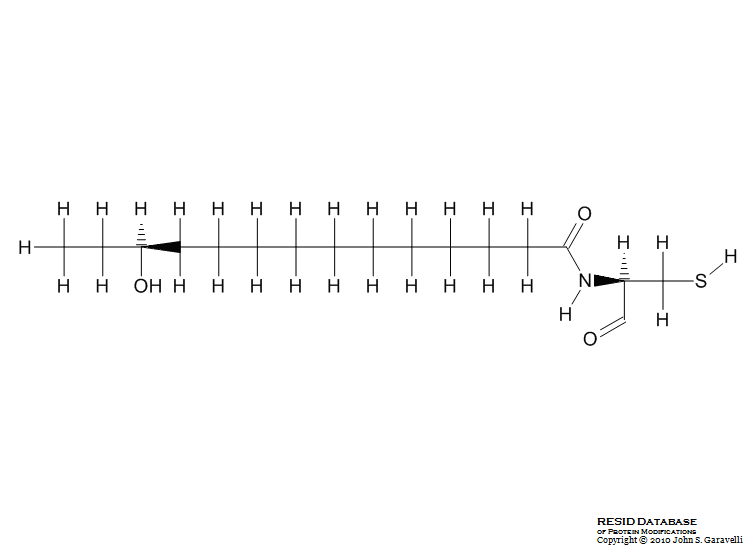 H H H H H H H H H H H H H O
H H H
H
H H OH H H H H H H H H H H N S
H H
O
RESID DATABASE
OF PROTEIN MODIFICATIONS
Copyright © 2010 John S. Garavelli